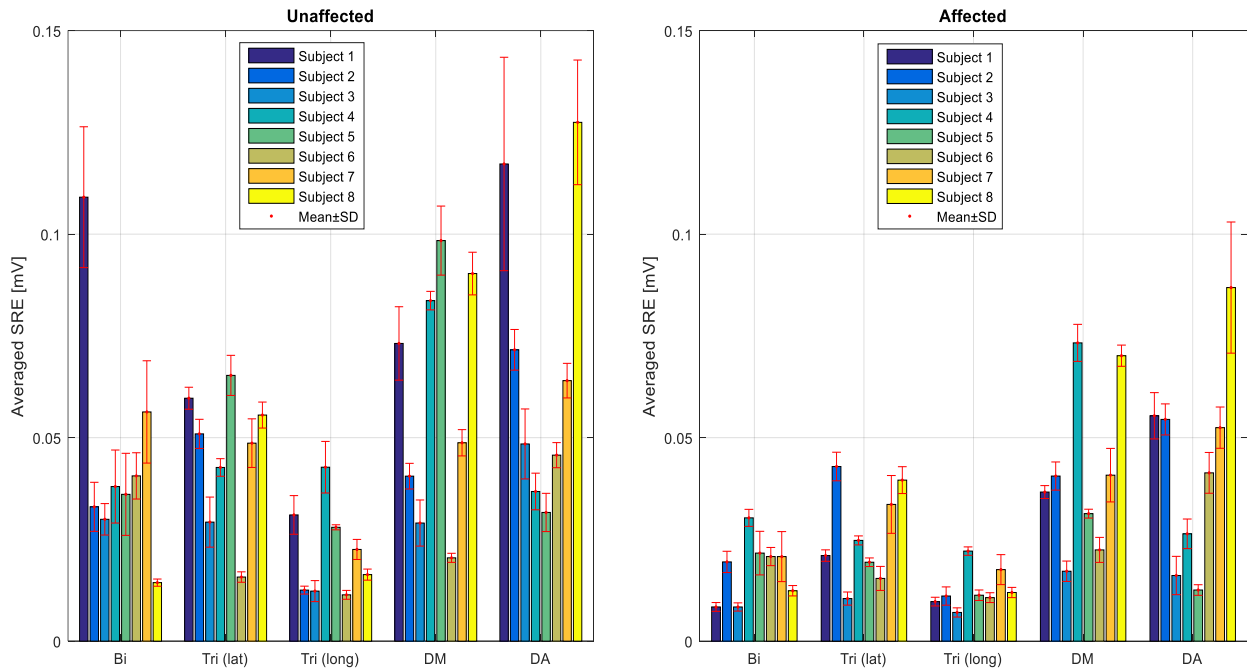 Unaffected
Averaged SRE [mV]
0.15
0.1
0.05
0
Subject 1
Subject 2
Subject 3
Subject 4
Subject 5
Subject 6
Subject 7
Subject 8
Mean±SD
Bi Tri (lat) Tri (long) DM DA
Affected
Averaged SRE [mV]
0.15
0.1
0.05
0
Subject 1
Subject 2
Subject 3
Subject 4
Subject 5
Subject 6
Subject 7
Subject 8
Mean±SD
Bi Tri (lat) Tri (long) DM DA